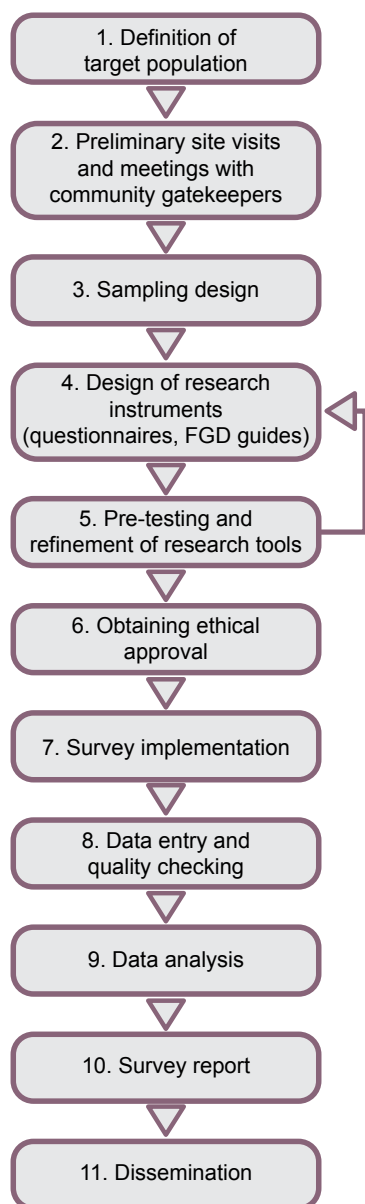 1. Definition of
target population
2. Preliminary site visits
and meetings with
community gatekeepers
3. Sampling design
4. Design of research
instruments
(questionnaires, FGD guides)
5. Pre-testing and
refinement of research tools
6. Obtaining ethical
approval
7. Survey implementation
8. Data entry and
quality checking
9. Data analysis
10. Survey report
11. Dissemination